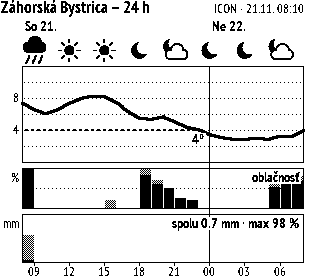 Záhorská Bystrica – 24 h
ICON - 21.11. 08:10
So 21.
Ne 22.
8
4
4°
%
oblačnosť
mm
spolu 0.7 mm · max 98 %
09 12 15 18 21 00 03 06